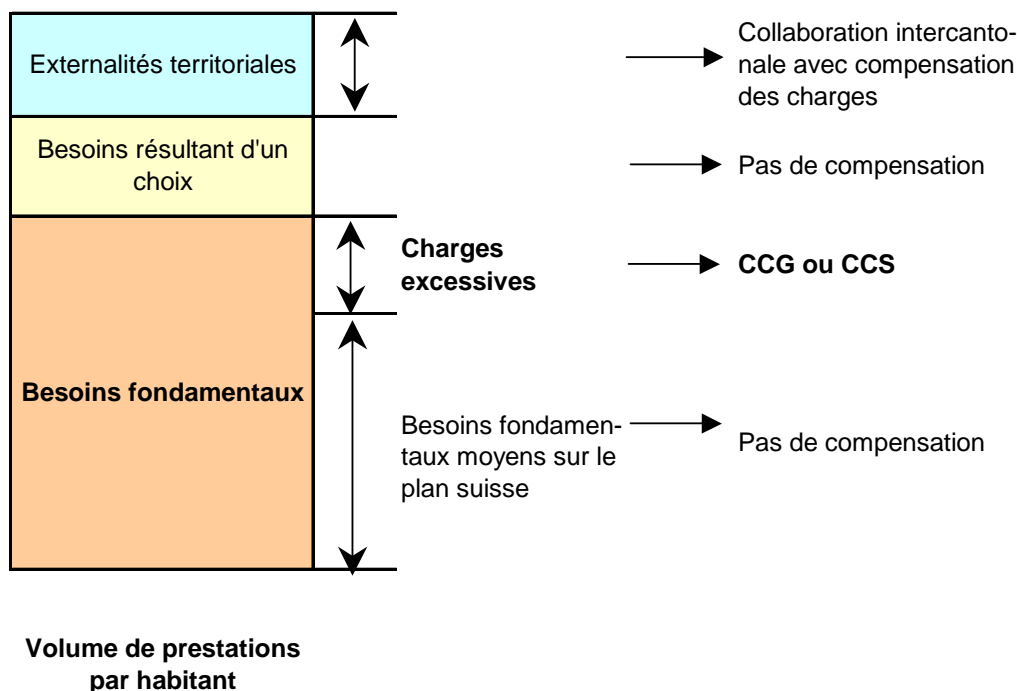 Externalités territoriales
Collaboration intercanto-
nale avec compensation
des charges
Besoins résultant d'un
choix
Pas de compensation
Charges
excessives
CCG ou CCS
Besoins fondamentaux
Besoins fondamen-
taux moyens sur le
plan suisse
Pas de compensation
Volume de prestations
par habitant